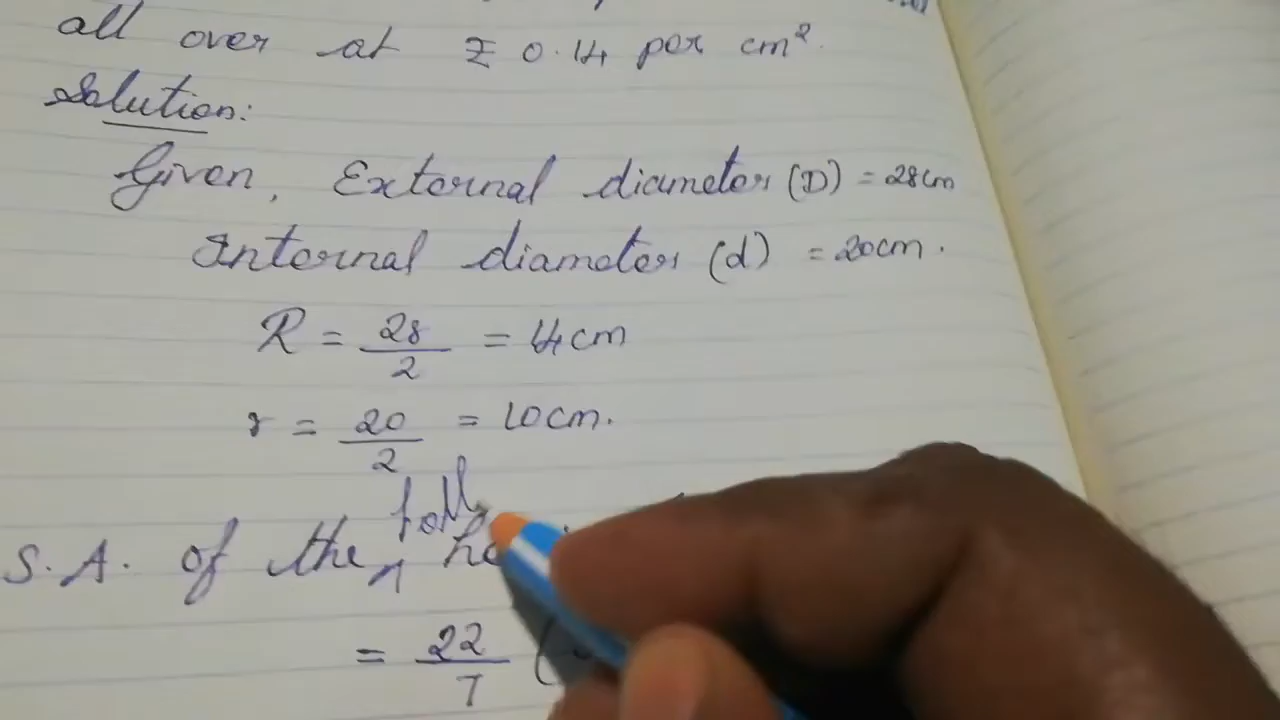 all over at ₹ 0.14 per cm².
Solution:
Given, External diameter (D) = 28cm
Internal diameter (d) = 20cm.
R = 28/2 = 14cm
r = 20/2 = 10cm.
S.A. of the
= 22/7 (